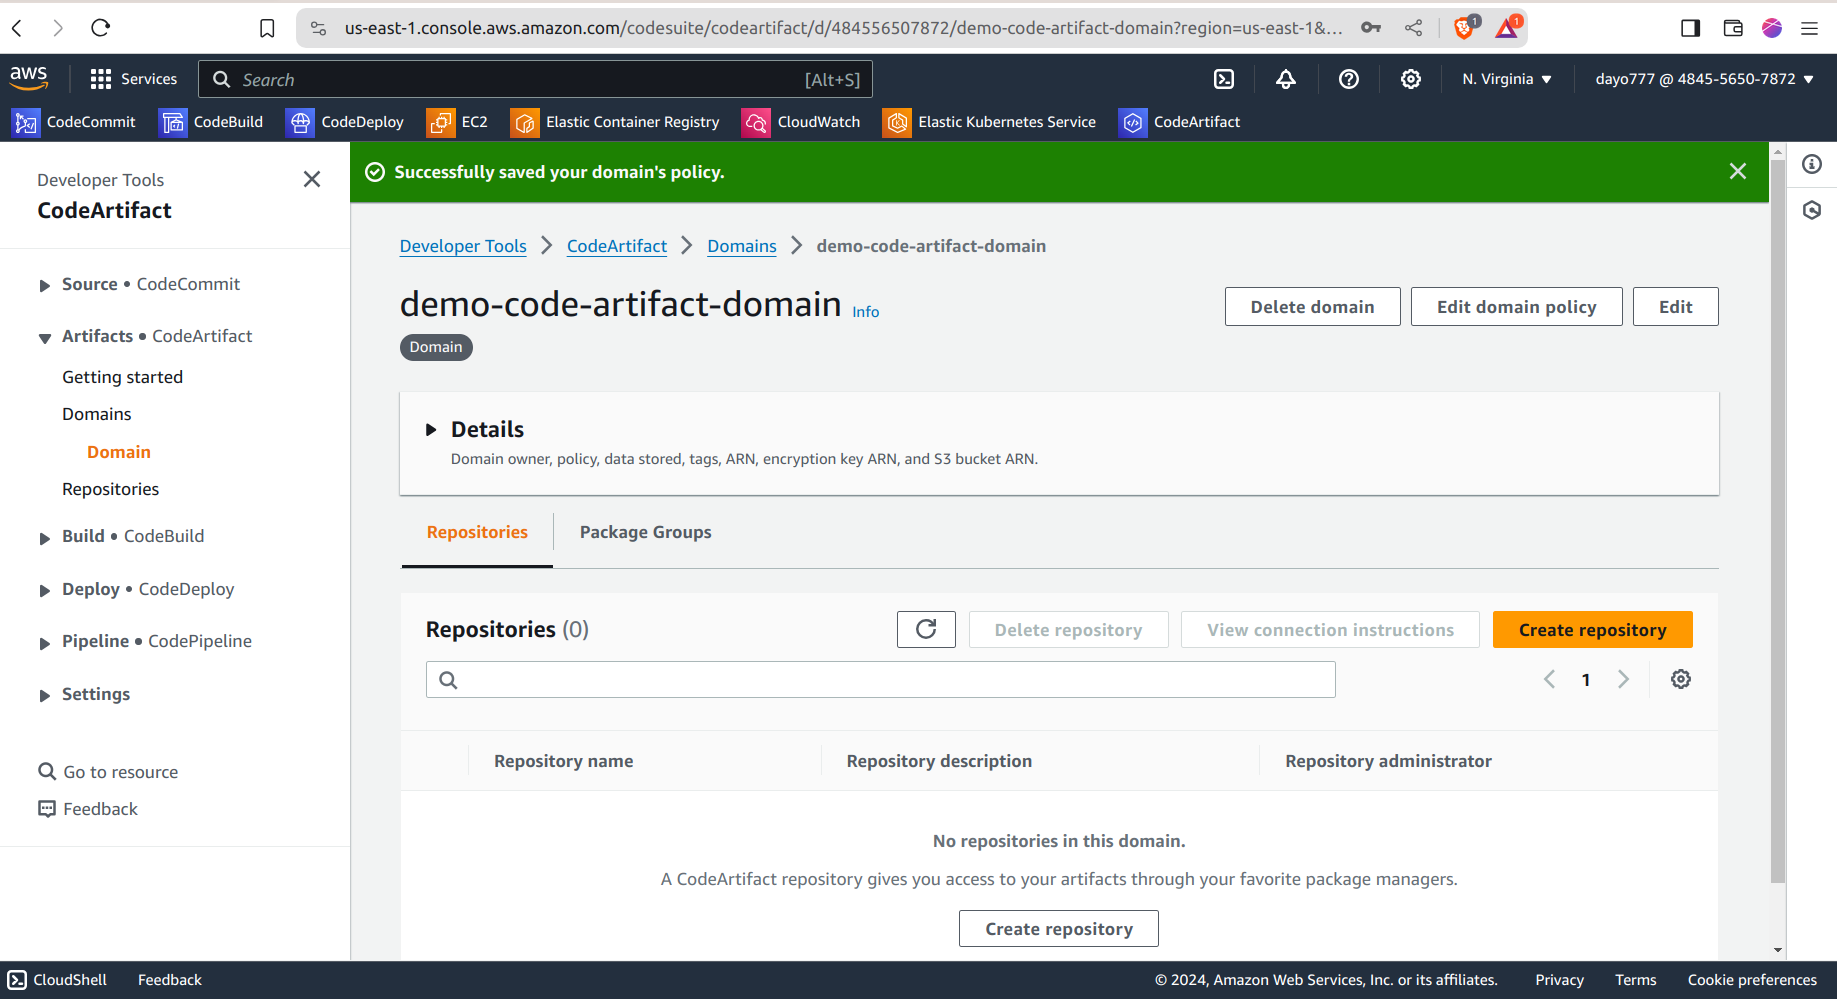 us-east-1.console.aws.amazon.com/codesuite/codeartifact/d/484556507872/demo-code-artifact-domain?region=us-east-1&...
1
1
aws
Services
Search
[Alt+S]
N. Virginia
dayo777 @ 4845-5650-7872
CodeCommit
CodeBuild
CodeDeploy
EC2
Elastic Container Registry
CloudWatch
Elastic Kubernetes Service
CodeArtifact
Developer Tools
CodeArtifact
Source • CodeCommit
Artifacts • CodeArtifact
Getting started
Domains
Domain
Repositories
Build • CodeBuild
Deploy • CodeDeploy
Pipeline • CodePipeline
Settings
Go to resource
Feedback
Successfully saved your domain's policy.
Developer Tools
CodeArtifact
Domains
demo-code-artifact-domain
demo-code-artifact-domain Info
Delete domain
Edit domain policy
Edit
Domain
Details
Domain owner, policy, data stored, tags, ARN, encryption key ARN, and S3 bucket ARN.
Repositories
Package Groups
Repositories (0)
Delete repository
View connection instructions
Create repository
1
Repository name
Repository description
Repository administrator
No repositories in this domain.
A CodeArtifact repository gives you access to your artifacts through your favorite package managers.
Create repository
CloudShell
Feedback
© 2024, Amazon Web Services, Inc. or its affiliates.
Privacy
Terms
Cookie preferences